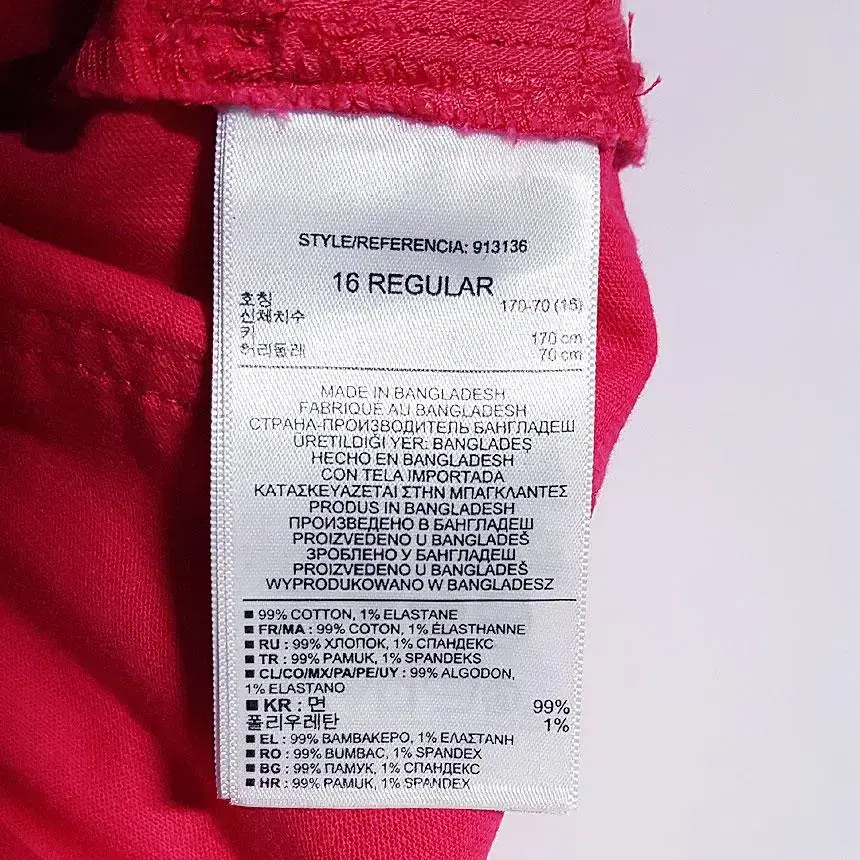 STYLE/REFERENCIA: 913136
16 REGULAR
호칭 170-70 (16)
신체치수
키 170 cm
허리둘레 70 cm
MADE IN BANGLADESH
FABRIQUE AU BANGLADESH
СТРАНА-ПРОИЗВОДИТЕЛЬ БАНГЛАДЕШ
ÜRETILDIĞI YER: BANGLADEŞ
HECHO EN BANGLADESH
CON TELA IMPORTADA
ΚΑΤΑΣΚΕΥΑΖΕΤΑΙ ΣΤΗΝ ΜΠΑΓΚΛΑΝΤΕΣ
PRODUS IN BANGLADESH
ПРОИЗВЕДЕНО В БАНГЛАДЕШ
PROIZVEDENO U BANGLADEŠ
ЗРОБЛЕНО У БАНГЛАДЕШ
PROIZVEDENO U BANGLADEŠ
WYPRODUKOWANO W BANGLADESZ
■ 99% COTTON, 1% ELASTANE
■ FR/MA : 99% COTON, 1% ÉLASTHANNE
■ RU : 99% ХЛОПОК, 1% СПАНДЕКС
■ TR : 99% PAMUK, 1% SPANDEKS
■ CL/CO/MX/PA/PE/UY : 99% ALGODON,
1% ELASTANO
■ KR : 면 99%
폴리우레탄 1%
■ EL : 99% ΒΑΜΒΑΚΕΡΟ, 1% ΕΛΑΣΤΑΝΗ
■ RO : 99% BUMBAC, 1% SPANDEX
■ BG : 99% ПАМУК, 1% СПАНДЕКС
■ HR : 99% PAMUK, 1% SPANDEX